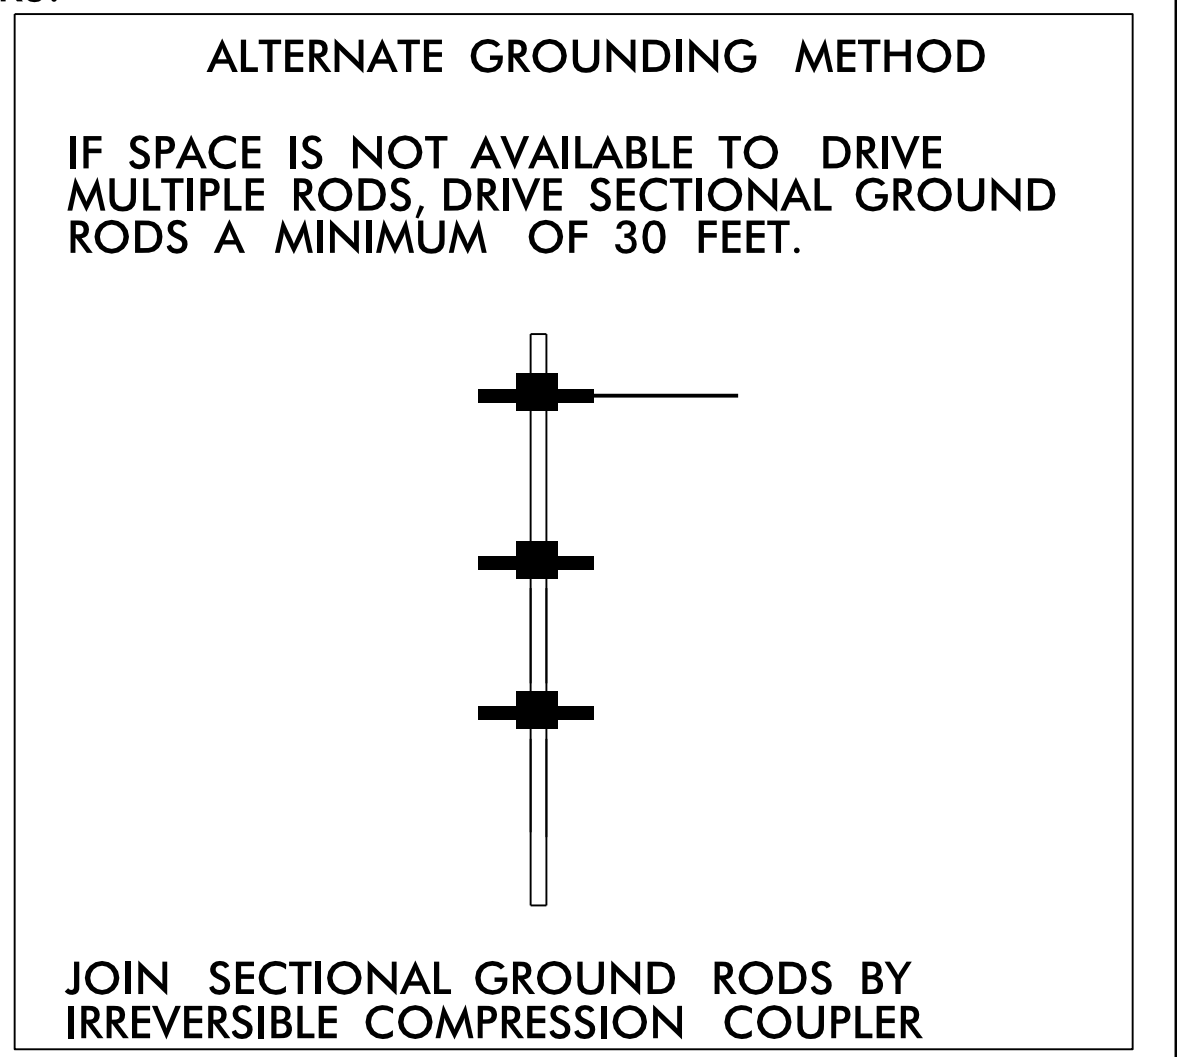 ALTERNATE GROUNDING METHOD
IF SPACE IS NOT AVAILABLE TO DRIVE
MULTIPLE RODS, DRIVE SECTIONAL GROUND
RODS A MINIMUM OF 30 FEET.
JOIN SECTIONAL GROUND RODS BY
IRREVERSIBLE COMPRESSION COUPLER